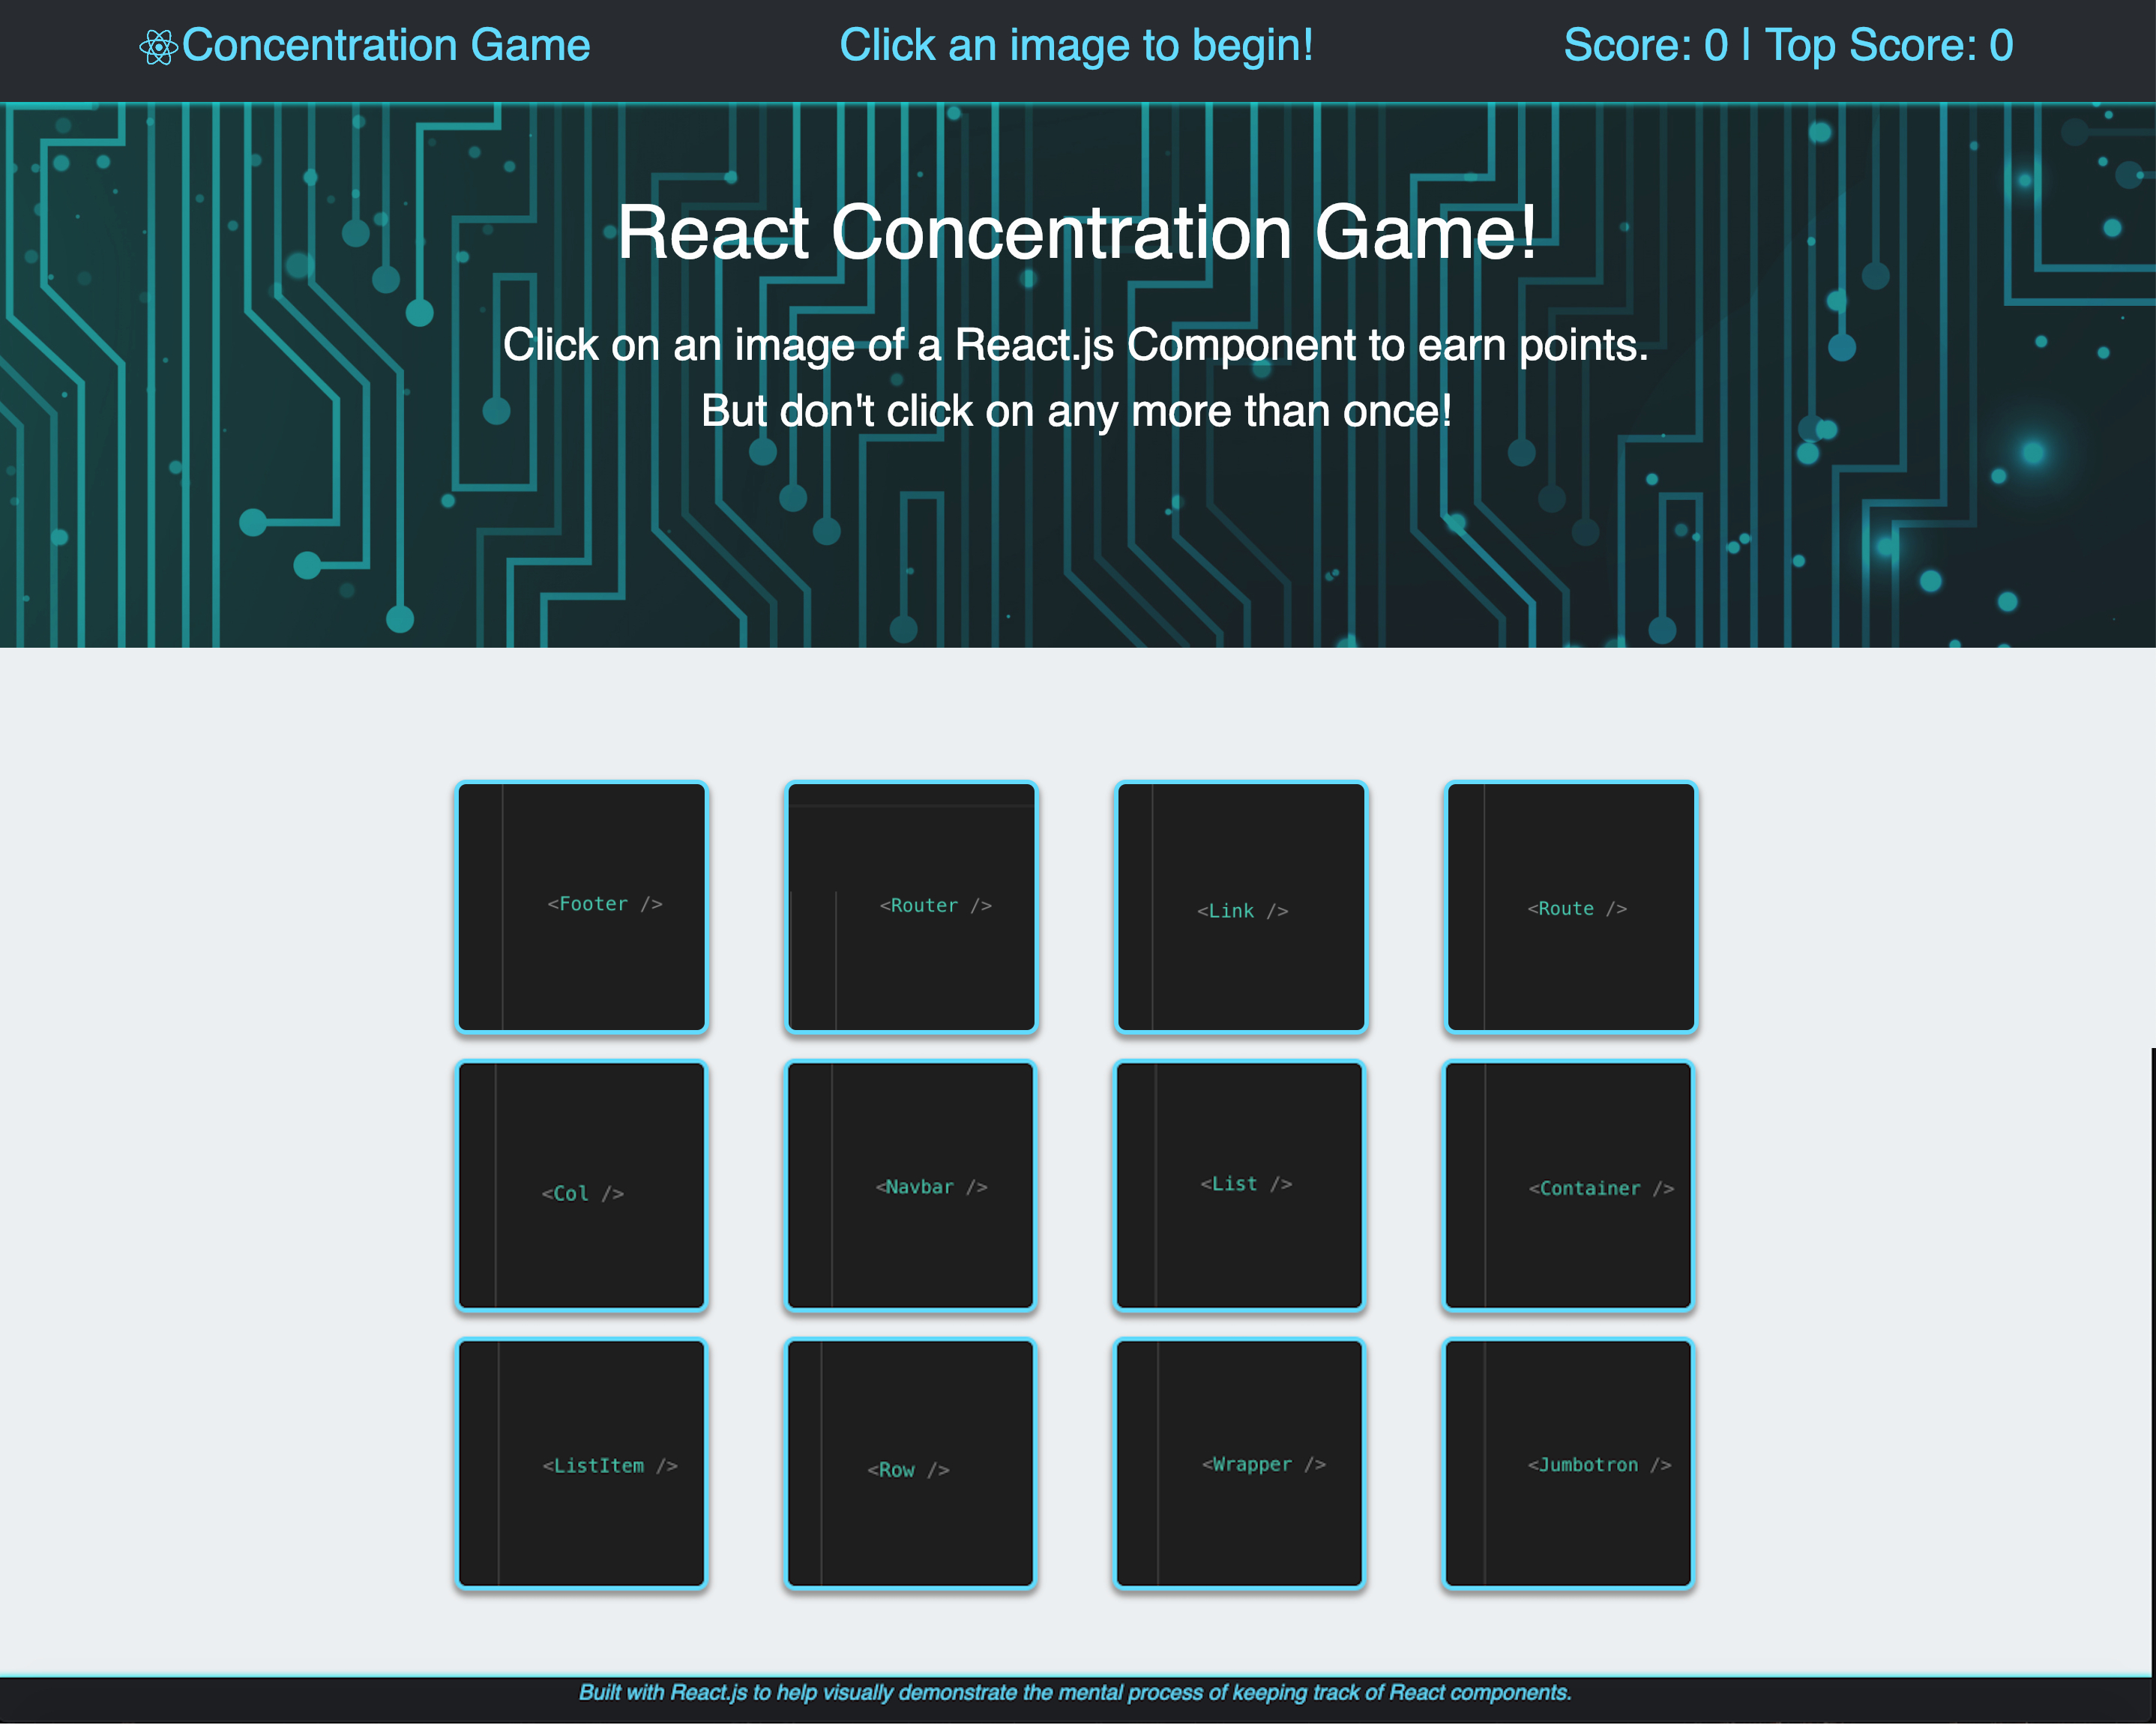 Concentration Game
Click an image to begin!
Score: 0 | Top Score: 0
React Concentration Game!
Click on an image of a React.js Component to earn points.
But don't click on any more than once!
<Footer />
<Router />
<Link />
<Route />
<Col />
<Navbar />
<List />
<Container />
<ListItem />
<Row />
<Wrapper />
<Jumbotron />
Built with React.js to help visually demonstrate the mental process of keeping track of React components.